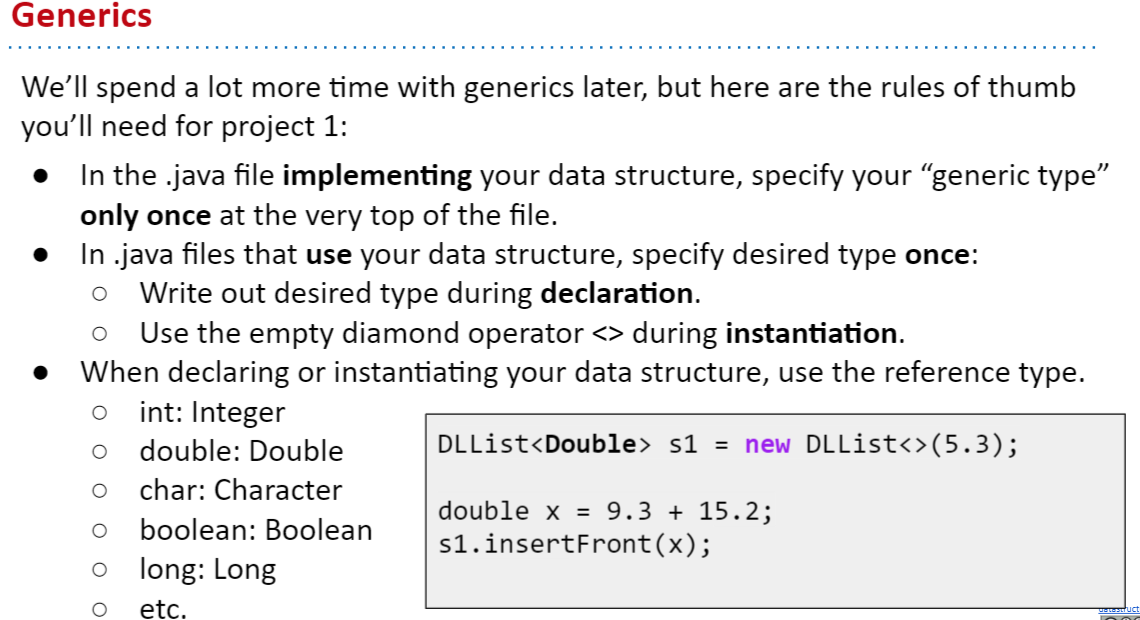 Generics
We’ll spend a lot more time with generics later, but here are the rules of thumb
you’ll need for project 1:
● In the .java file implementing your data structure, specify your “generic type”
only once at the very top of the file.
● In .java files that use your data structure, specify desired type once:
○ Write out desired type during declaration.
○ Use the empty diamond operator <> during instantiation.
● When declaring or instantiating your data structure, use the reference type.
○ int: Integer
○ double: Double
○ char: Character
○ boolean: Boolean
○ long: Long
○ etc.
DLList<Double> s1 = new DLList<>(5.3);
double x = 9.3 + 15.2;
s1.insertFront(x);